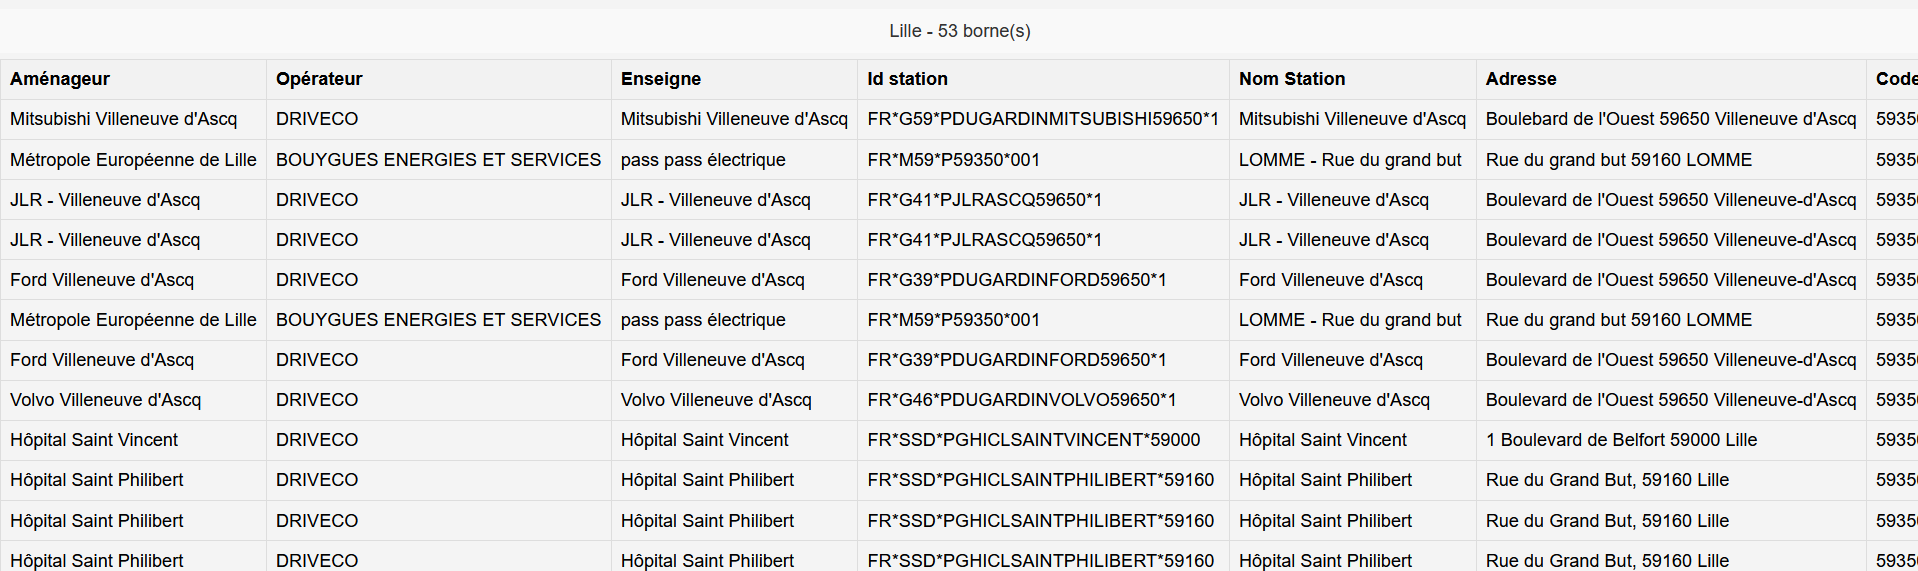 Lille - 53 borne(s)
Aménageur Opérateur Enseigne Id station Nom Station Adresse Code
Mitsubishi Villeneuve d'Ascq DRIVECO Mitsubishi Villeneuve d'Ascq FR*G59*PDUGARDINMITSUBISHI59650*1 Mitsubishi Villeneuve d'Ascq Boulebard de l'Ouest 59650 Villeneuve d'Ascq 5935
Métropole Européenne de Lille BOUYGUES ENERGIES ET SERVICES pass pass électrique FR*M59*P59350*001 LOMME - Rue du grand but Rue du grand but 59160 LOMME 5935
JLR - Villeneuve d'Ascq DRIVECO JLR - Villeneuve d'Ascq FR*G41*PJLRASCQ59650*1 JLR - Villeneuve d'Ascq Boulevard de l'Ouest 59650 Villeneuve-d'Ascq 5935
JLR - Villeneuve d'Ascq DRIVECO JLR - Villeneuve d'Ascq FR*G41*PJLRASCQ59650*1 JLR - Villeneuve d'Ascq Boulevard de l'Ouest 59650 Villeneuve-d'Ascq 5935
Ford Villeneuve d'Ascq DRIVECO Ford Villeneuve d'Ascq FR*G39*PDUGARDINFORD59650*1 Ford Villeneuve d'Ascq Boulevard de l'Ouest 59650 Villeneuve-d'Ascq 5935
Métropole Européenne de Lille BOUYGUES ENERGIES ET SERVICES pass pass électrique FR*M59*P59350*001 LOMME - Rue du grand but Rue du grand but 59160 LOMME 5935
Ford Villeneuve d'Ascq DRIVECO Ford Villeneuve d'Ascq FR*G39*PDUGARDINFORD59650*1 Ford Villeneuve d'Ascq Boulevard de l'Ouest 59650 Villeneuve-d'Ascq 5935
Volvo Villeneuve d'Ascq DRIVECO Volvo Villeneuve d'Ascq FR*G46*PDUGARDINVOLVO59650*1 Volvo Villeneuve d'Ascq Boulevard de l'Ouest 59650 Villeneuve-d'Ascq 5935
Hôpital Saint Vincent DRIVECO Hôpital Saint Vincent FR*SSD*PGHICLSAINTVINCENT*59000 Hôpital Saint Vincent 1 Boulevard de Belfort 59000 Lille 5935
Hôpital Saint Philibert DRIVECO Hôpital Saint Philibert FR*SSD*PGHICLSAINTPHILIBERT*59160 Hôpital Saint Philibert Rue du Grand But, 59160 Lille 5935
Hôpital Saint Philibert DRIVECO Hôpital Saint Philibert FR*SSD*PGHICLSAINTPHILIBERT*59160 Hôpital Saint Philibert Rue du Grand But, 59160 Lille 5935
Hôpital Saint Philibert DRIVECO Hôpital Saint Philibert FR*SSD*PGHICLSAINTPHILIBERT*59160 Hôpital Saint Philibert Rue du Grand But, 59160 Lille 5935